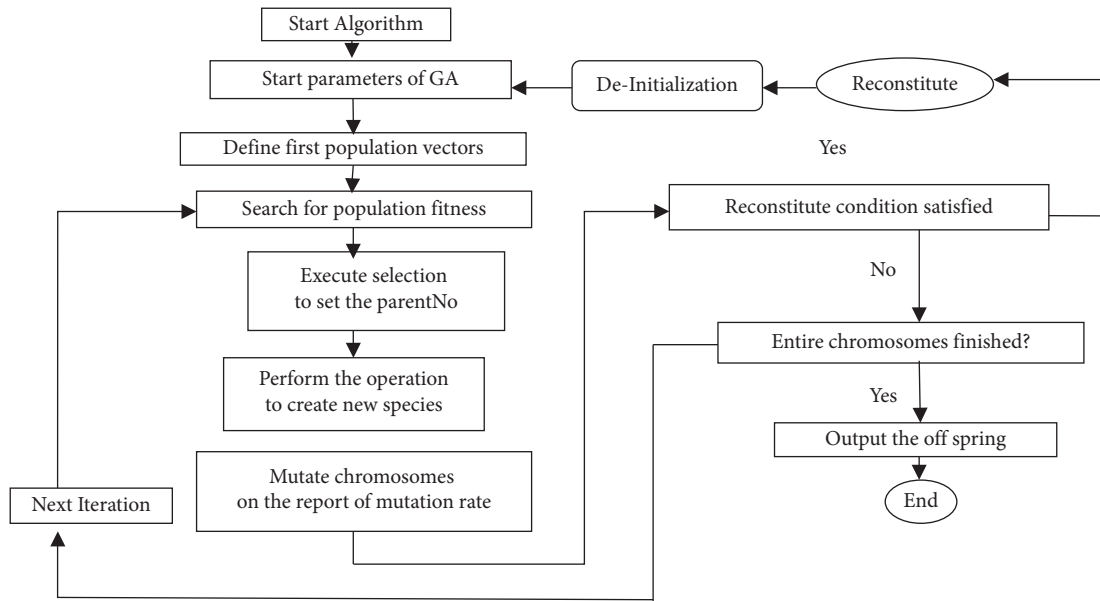 Start Algorithm
Start parameters of GA
De-Initialization
Reconstitute
Define first population vectors
Yes
Search for population fitness
Reconstitute condition satisfied
Execute selection
to set the parentNo
No
Entire chromosomes finished?
Perform the operation
to create new species
Yes
Output the off spring
Mutate chromosomes
on the report of mutation rate
Next Iteration
End